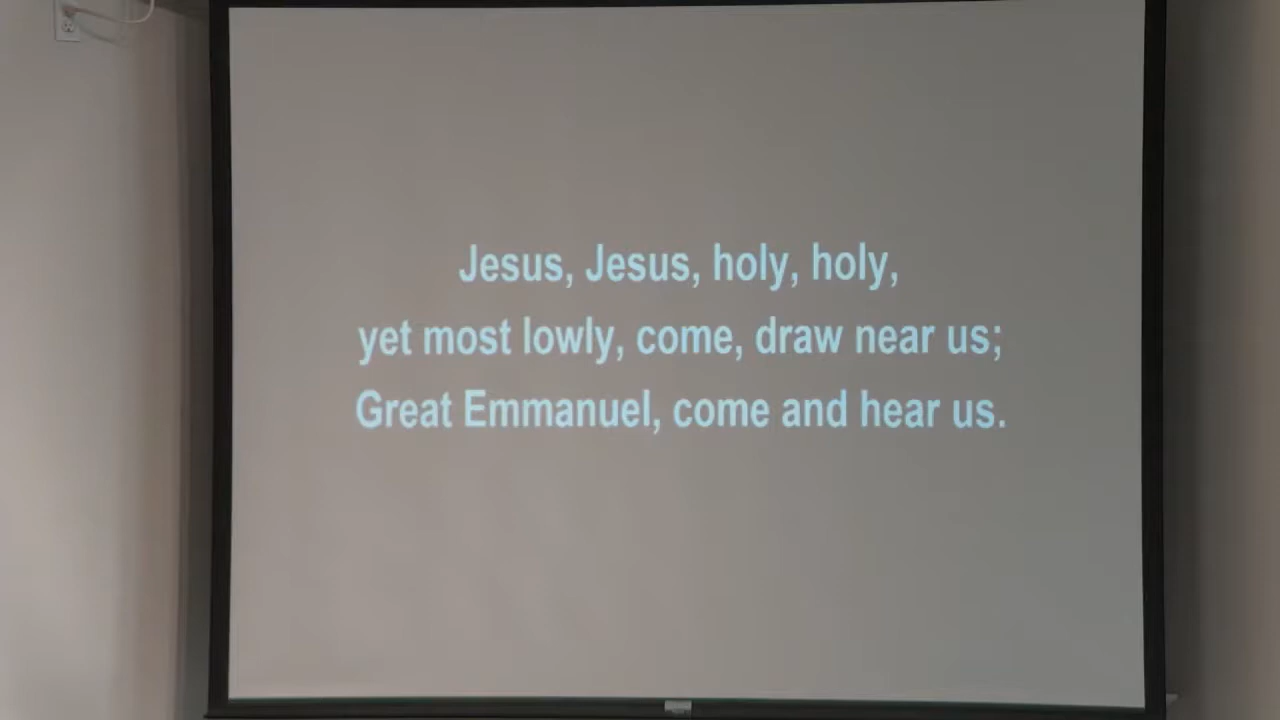 Jesus, Jesus, holy, holy,
yet most lowly, come, draw near us;
Great Emmanuel, come and hear us.